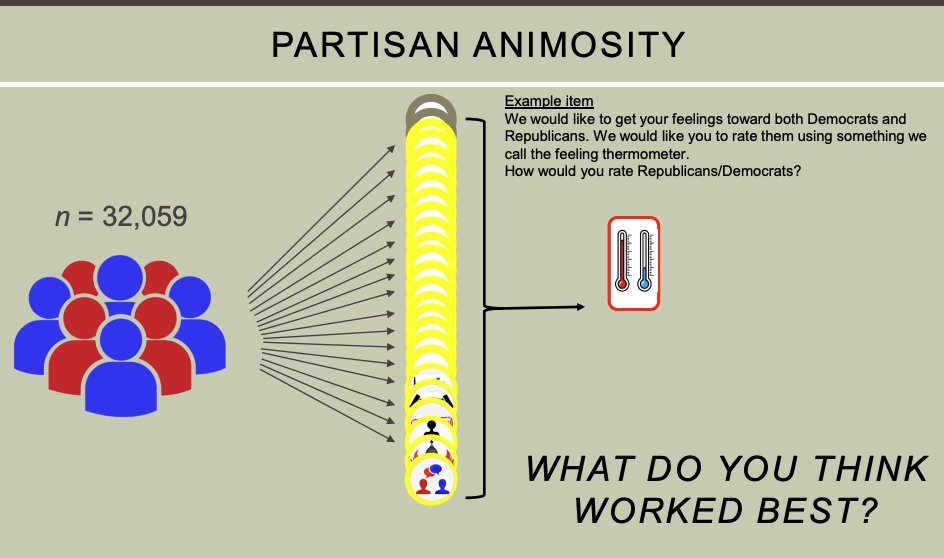 PARTISAN ANIMOSITY
Example item
We would like to get your feelings toward both Democrats and
Republicans. We would like you to rate them using something we
call the feeling thermometer.
How would you rate Republicans/Democrats?
n = 32,059
WHAT DO YOU THINK
WORKED BEST?